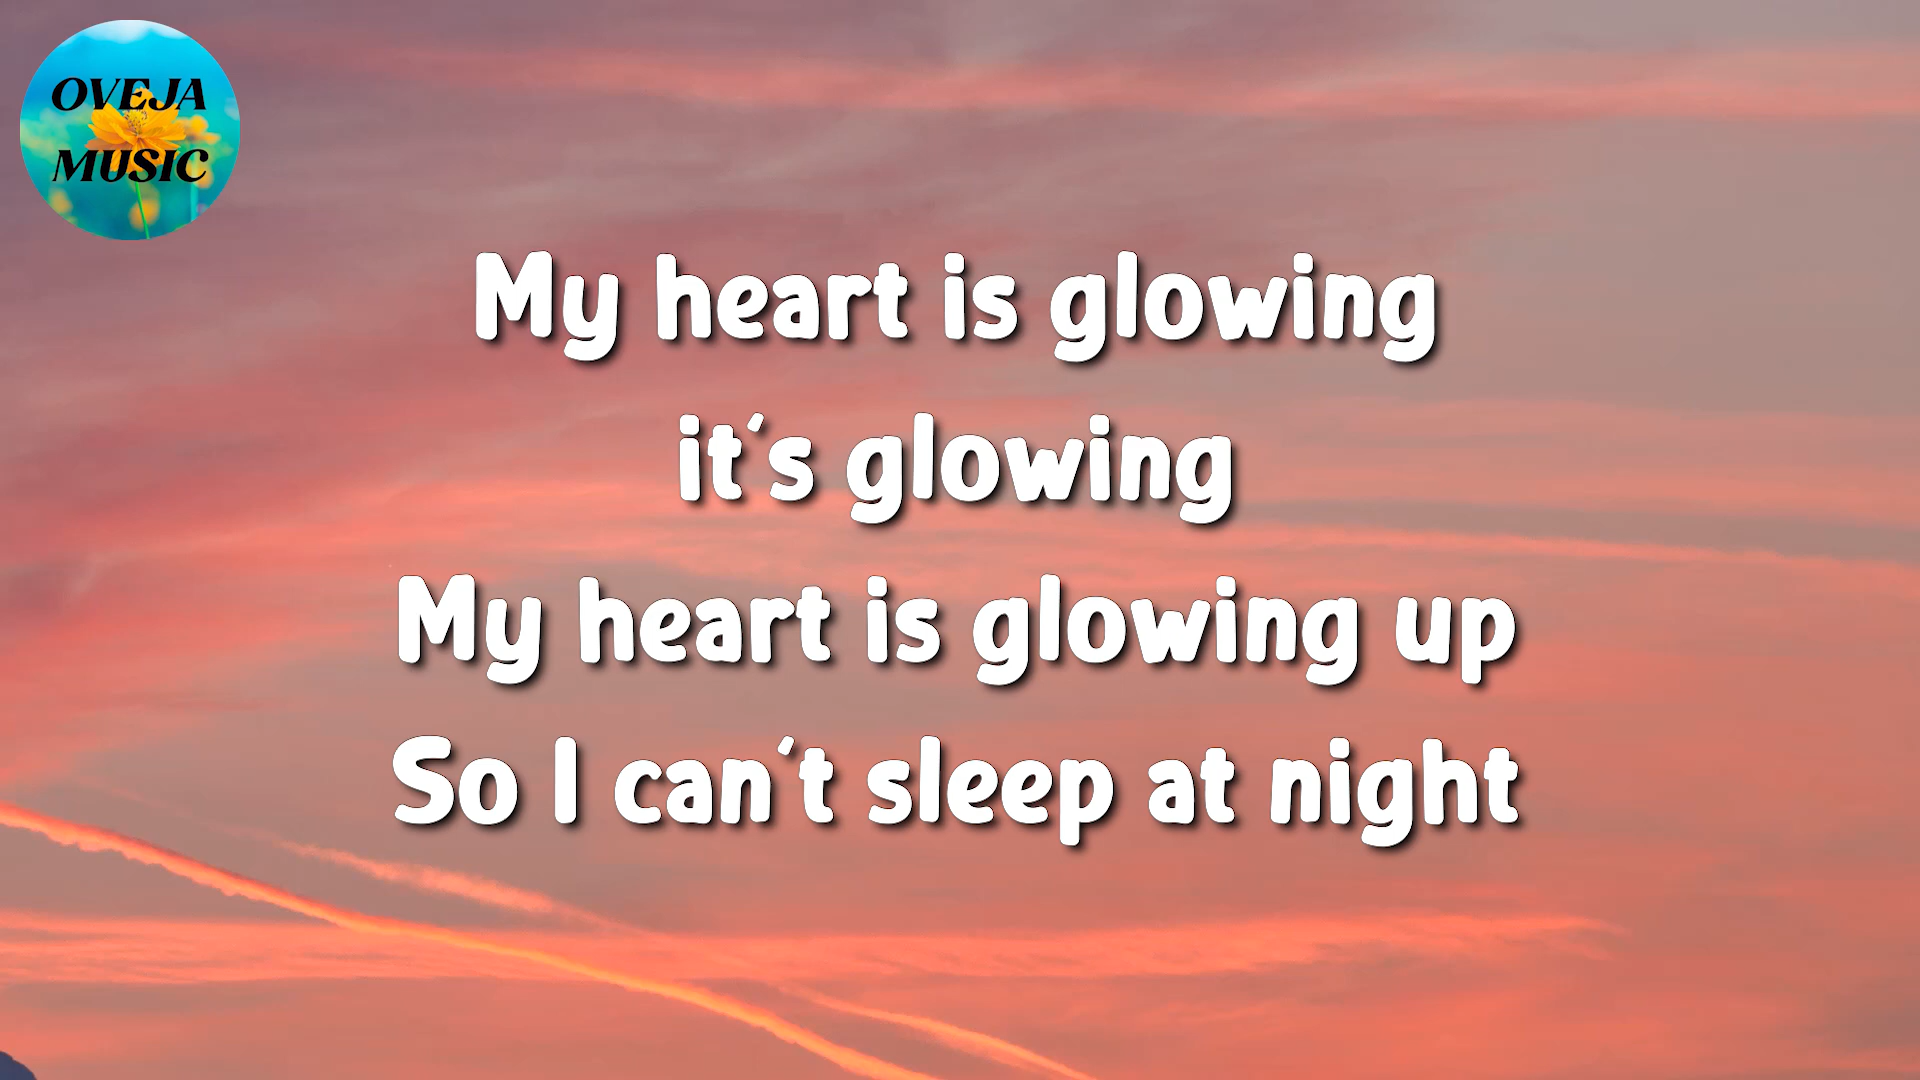 OVEJA
MUSIC
My heart is glowing
it's glowing
My heart is glowing up
So I can't sleep at night